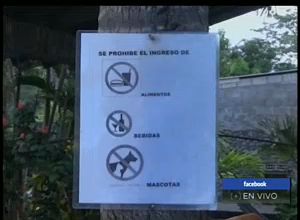 SE PROHIBE EL INGRESO DE
ALIMENTOS
BEBIDAS
MASCOTAS
facebook
EN VIVO